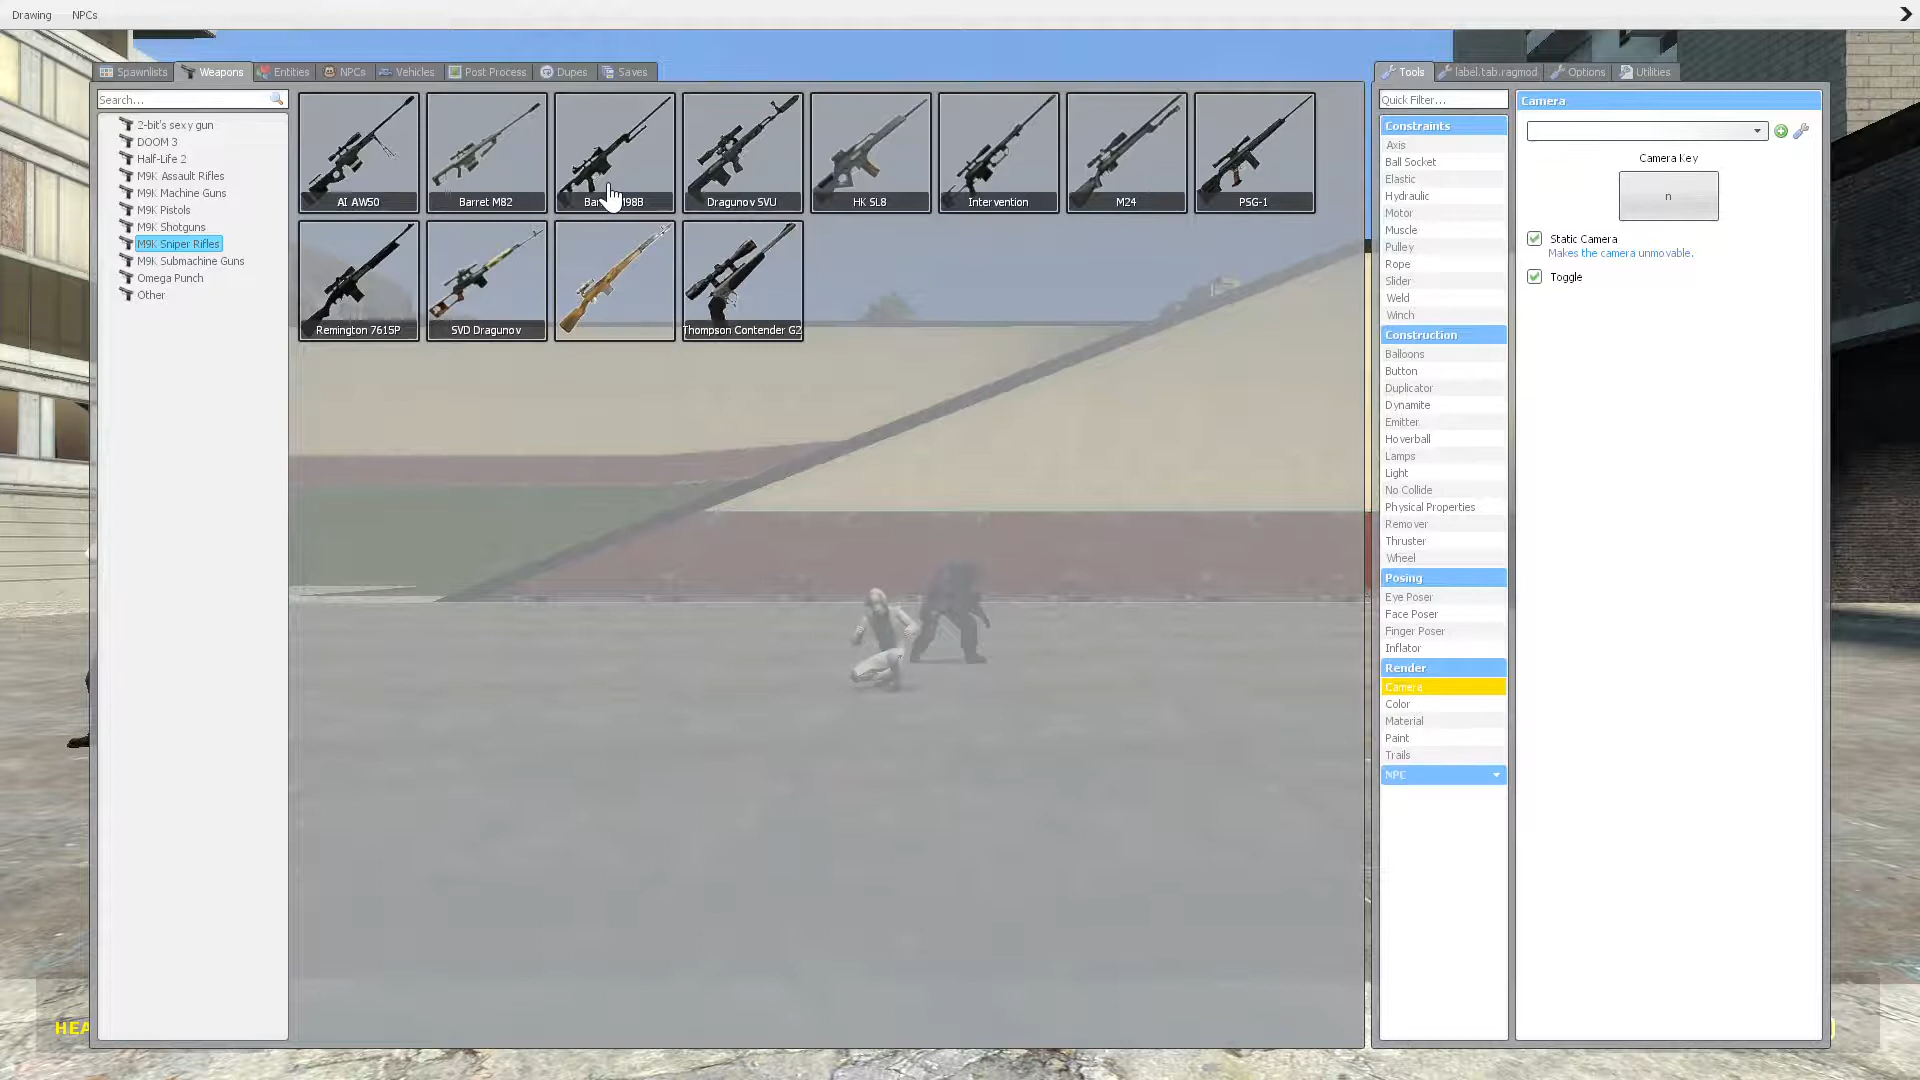 Drawing NPCs
Spawnlists Weapons Entities NPCs Vehicles Post Process Dupes Saves
Search...
2-bit's sexy gun
DOOM 3
Half-Life 2
M9K Assault Rifles
M9K Machine Guns
M9K Pistols
M9K Shotguns
M9K Sniper Rifles
M9K Submachine Guns
Omega Punch
Other
AI AW50 Barret M82 HK SL8 Intervention M24 PSG-1
Dragunov SVU
Remington 7615P SVD Dragunov Thompson Contender G2
Tools label.tab.ragmod Options Utilities
Quick Filter...
Constraints
Axis
Ball Socket
Elastic
Hydraulic
Motor
Muscle
Pulley
Rope
Slider
Weld
Winch
Construction
Balloons
Button
Duplicator
Dynamite
Emitter
Hoverball
Lamps
Light
No Collide
Physical Properties
Remover
Thruster
Wheel
Posing
Eye Poser
Face Poser
Finger Poser
Inflator
Render
Camera
Color
Material
Paint
Trails
NPC
Camera
Camera Key
n
Static Camera
Makes the camera unmovable.
Toggle
HEA